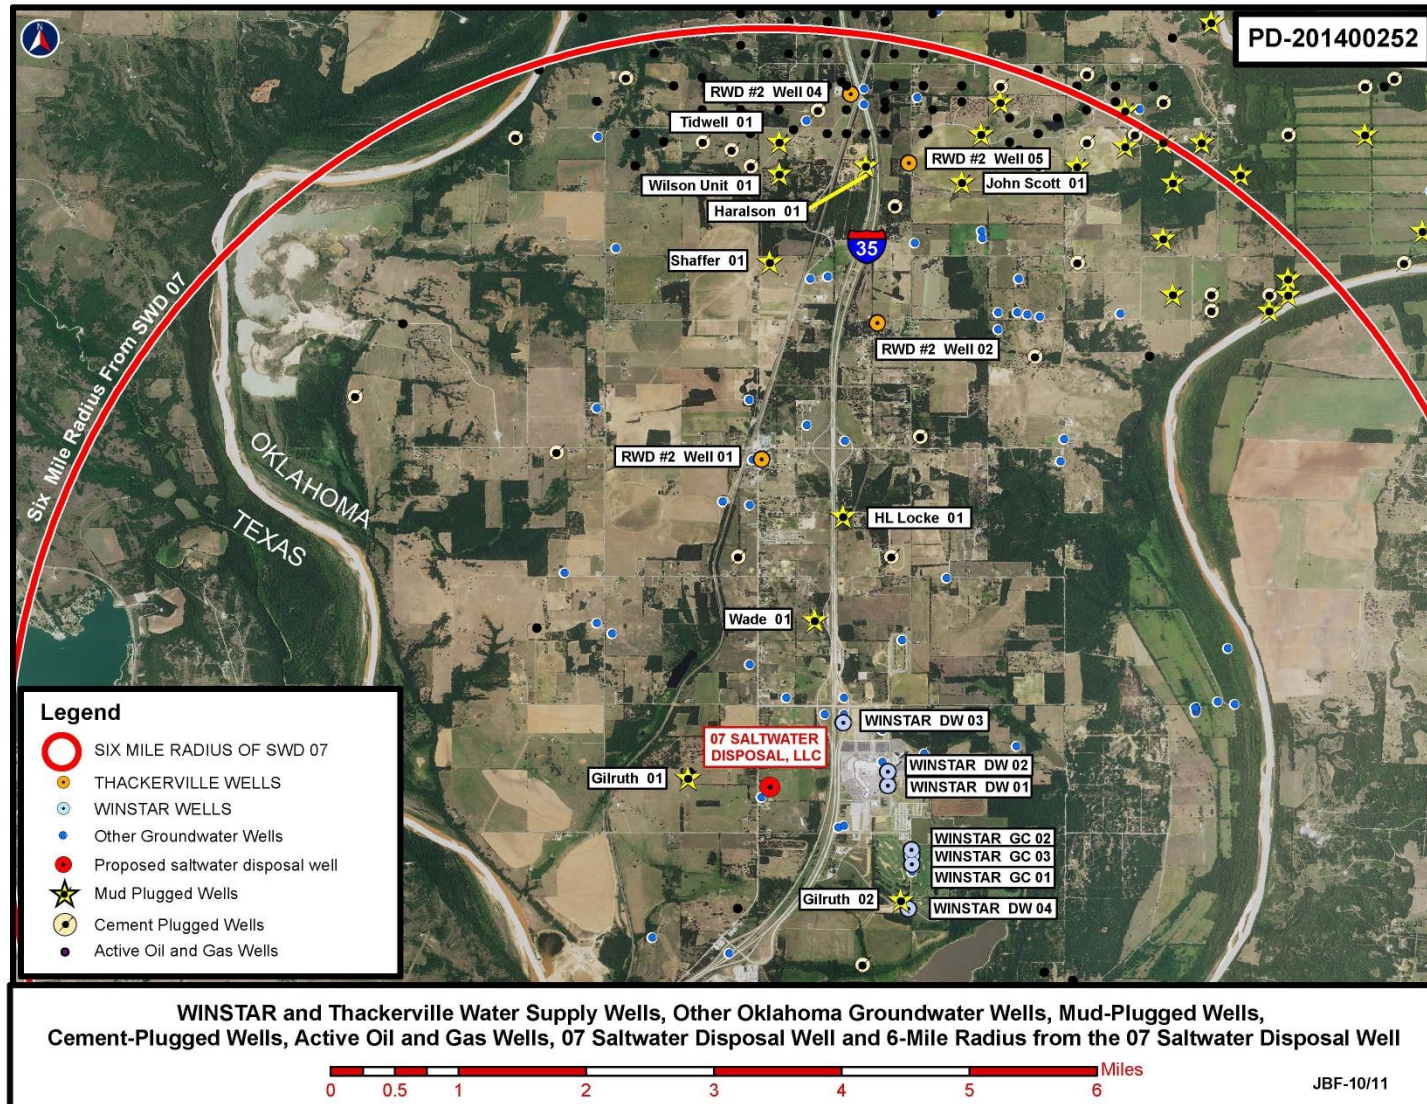 PD-201400252
RWD #2 Well 04
Tidwell 01
RWD #2 Well 05
Wilson Unit 01
John Scott 01
Haralson 01
35
Shaffer 01
Six Mile Radius From SWD 07
RWD #2 Well 02
OKLAHOMA
TEXAS
RWD #2 Well 01
HL Locke 01
Wade 01
WINSTAR DW 03
07 SALTWATER
DISPOSAL, LLC
Gilruth 01
WINSTAR DW 02
WINSTAR DW 01
WINSTAR GC 02
WINSTAR GC 03
WINSTAR GC 01
Gilruth 02
WINSTAR DW 04
Legend
SIX MILE RADIUS OF SWD 07
THACKERVILLE WELLS
WINSTAR WELLS
Other Groundwater Wells
Proposed saltwater disposal well
Mud Plugged Wells
Cement Plugged Wells
Active Oil and Gas Wells
WINSTAR and Thackerville Water Supply Wells, Other Oklahoma Groundwater Wells, Mud-Plugged Wells,
Cement-Plugged Wells, Active Oil and Gas Wells, 07 Saltwater Disposal Well and 6-Mile Radius from the 07 Saltwater Disposal Well
Miles
0 0.5 1 2 3 4 5 6
JBF-10/11